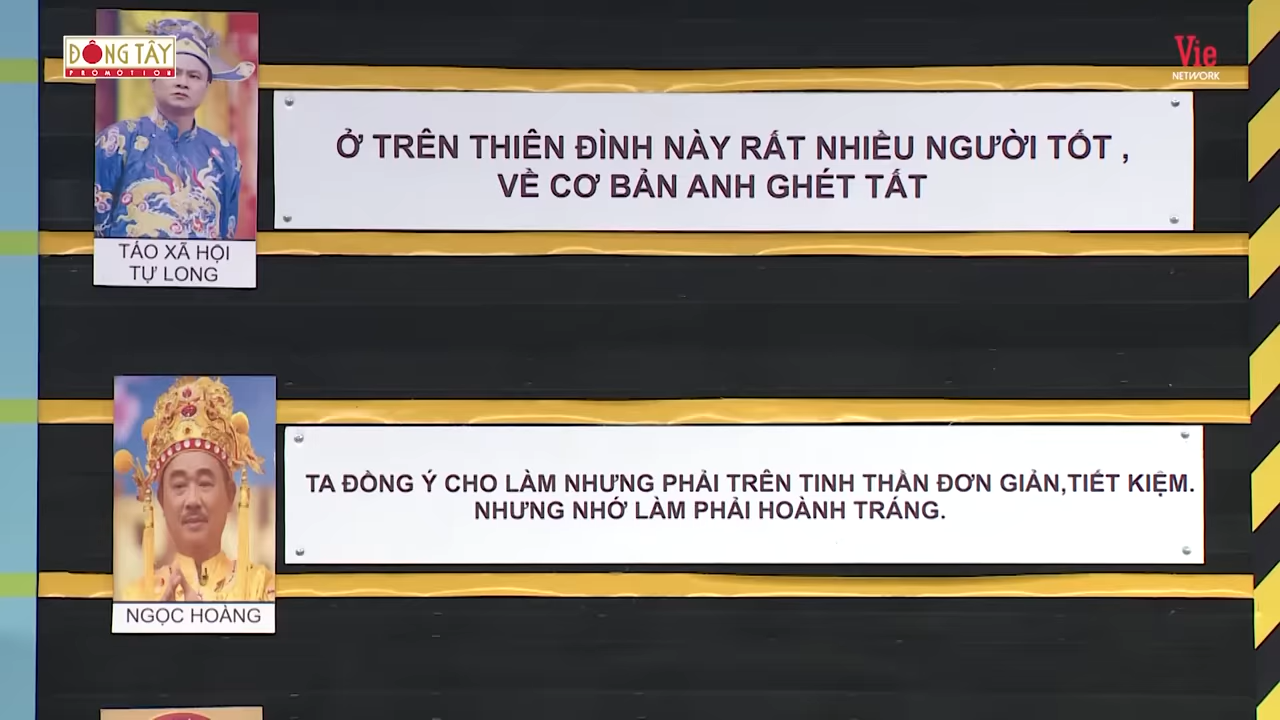 ĐÔNG TÂY
PROMOTION
Vie
NETWORK
Ở TRÊN THIÊN ĐÌNH NÀY RẤT NHIỀU NGƯỜI TỐT ,
VỀ CƠ BẢN ANH GHÉT TẤT
TÁO XÃ HỘI
TỰ LONG
TA ĐỒNG Ý CHO LÀM NHƯNG PHẢI TRÊN TINH THẦN ĐƠN GIẢN,TIẾT KIỆM.
NHƯNG NHỚ LÀM PHẢI HOÀNH TRÁNG.
NGỌC HOÀNG